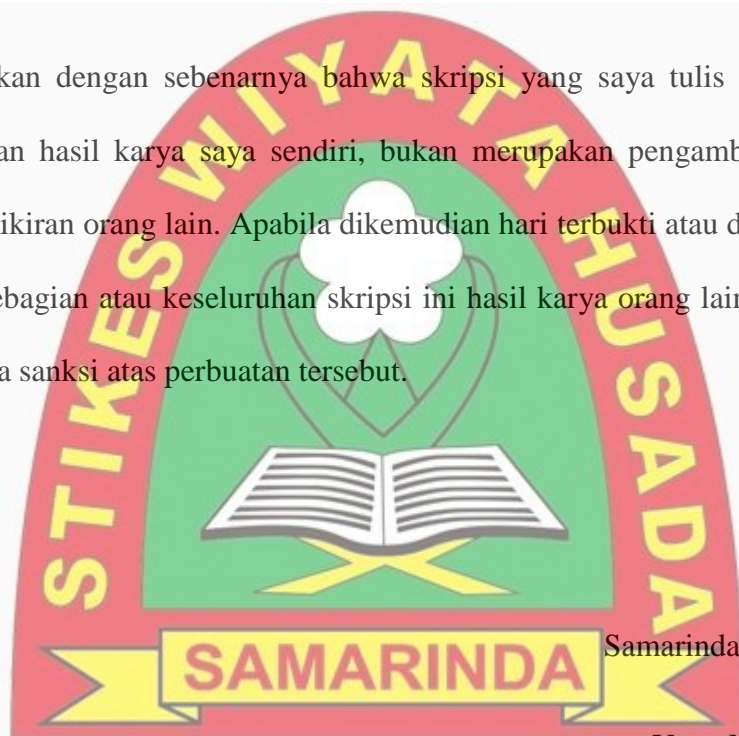 kan dengan sebenarnya bahwa skripsi yang saya tulis
an hasil karya saya sendiri, bukan merupakan pengamb
ikiran orang lain. Apabila dikemudian hari terbukti atau d
ebagian atau keseluruhan skripsi ini hasil karya orang lain
a sanksi atas perbuatan tersebut.
STIKES WIYATA HUSADA
SAMARINDA
Samarinda